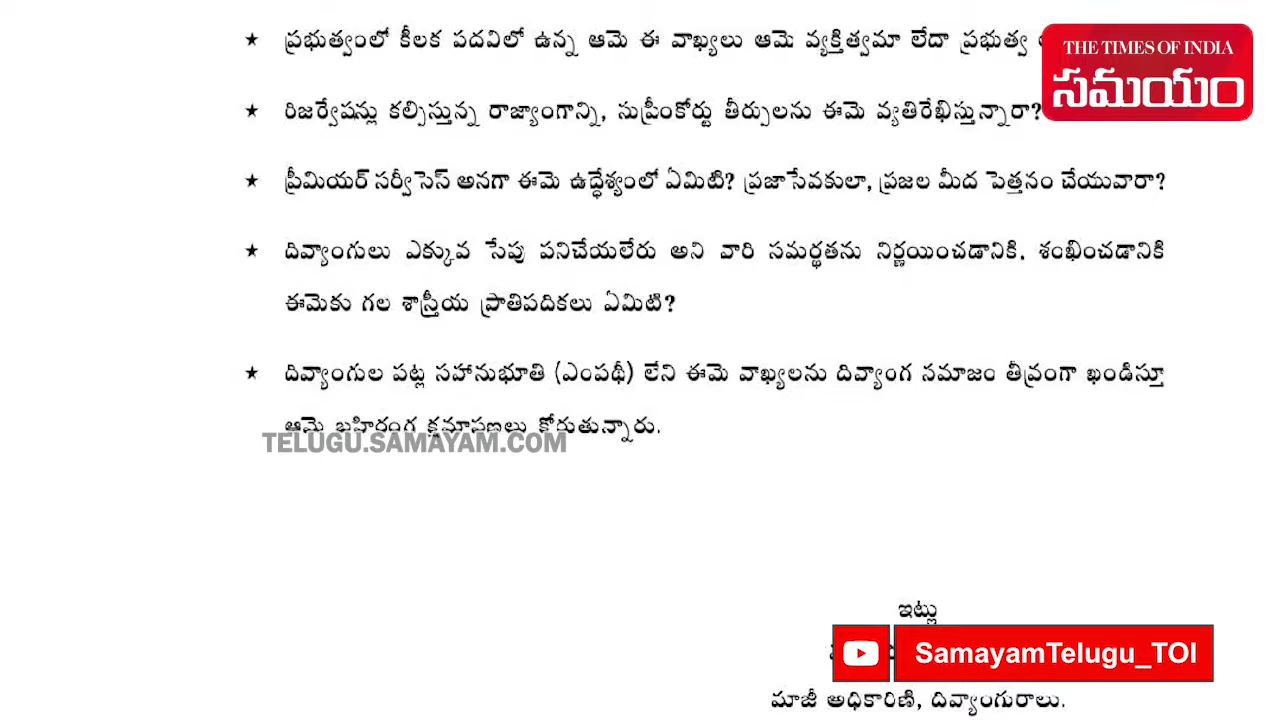 ★ ప్రభుత్వంలో కీలక పదవిలో ఉన్న ఆమె ఈ వాఖ్యలు ఆమె వ్యక్తిత్వమా లేదా ప్రభుత్వ
THE TIMES OF INDIA
సమయం
★ రిజర్వేషన్లు కల్పిస్తున్న రాజ్యాంగాన్ని, సుప్రీంకోర్టు తీర్పులను ఈమె వ్యతిరేఖిస్తున్నారా?
★ ప్రీమియర్ సర్వీసెస్ అనగా ఈమె ఉద్ధేశ్యంలో ఏమిటి? ప్రజాసేవకులా, ప్రజల మీద పెత్తనం చేయువారా?
★ దివ్యాంగులు ఎక్కువ సేపు పనిచేయలేరు అని వారి సమర్థతను నిర్ణయించడానికి, శంఖించడానికి
ఈమెకు గల శాస్త్రీయ ప్రాతిపదికలు ఏమిటి?
★ దివ్యాంగుల పట్ల సహానుభూతి (ఎంపథీ) లేని ఈమె వాఖ్యలను దివ్యాంగ సమాజం తీవ్రంగా ఖండిస్తూ
ఆమె బహిరంగ క్షమాపణలు కోరుతున్నారు.
TELUGU.SAMAYAM.COM
ఇట్లు
SamayamTelugu_TOI
మాజీ అధికారిణి, దివ్యాంగురాలు.